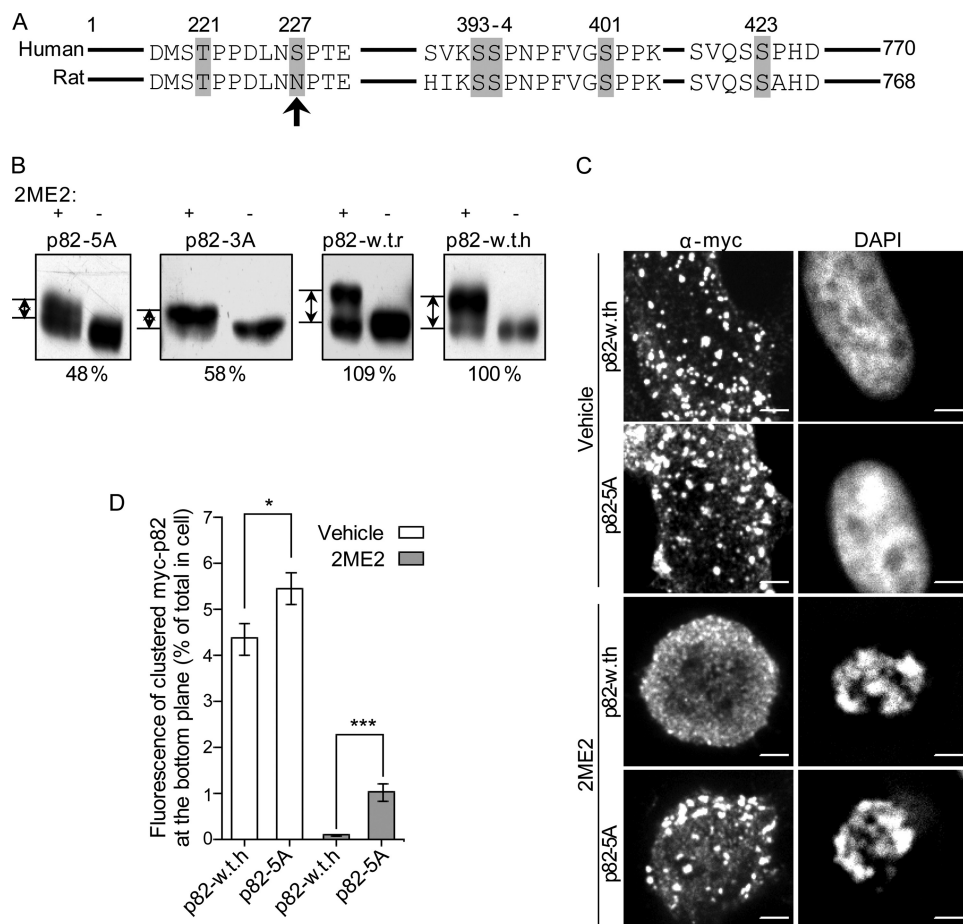 A
1 221 227 393-4 401 423
Human DMSTPPDLNSPTE SVKSSPNPFVGSPPK SVQSSPHD 770
Rat DMSTPPDLNNPTE HIKSSPNPFVGSPPK SVQSSAHD 768
B
2ME2:
+ - + - + - + -
p82-5A p82-3A p82-w.t.r p82-w.t.h
48% 58% 109% 100%
C
α-myc DAPI
Vehicle
p82-w.th
p82-5A
2ME2
p82-w.th
p82-5A
D
Fluorescence of clustered myc-p82
at the bottom plane (% of total in cell)
7
6
5
4
3
2
1
0
* ***
Vehicle
2ME2
p82-w.t.h p82-5A p82-w.t.h p82-5A